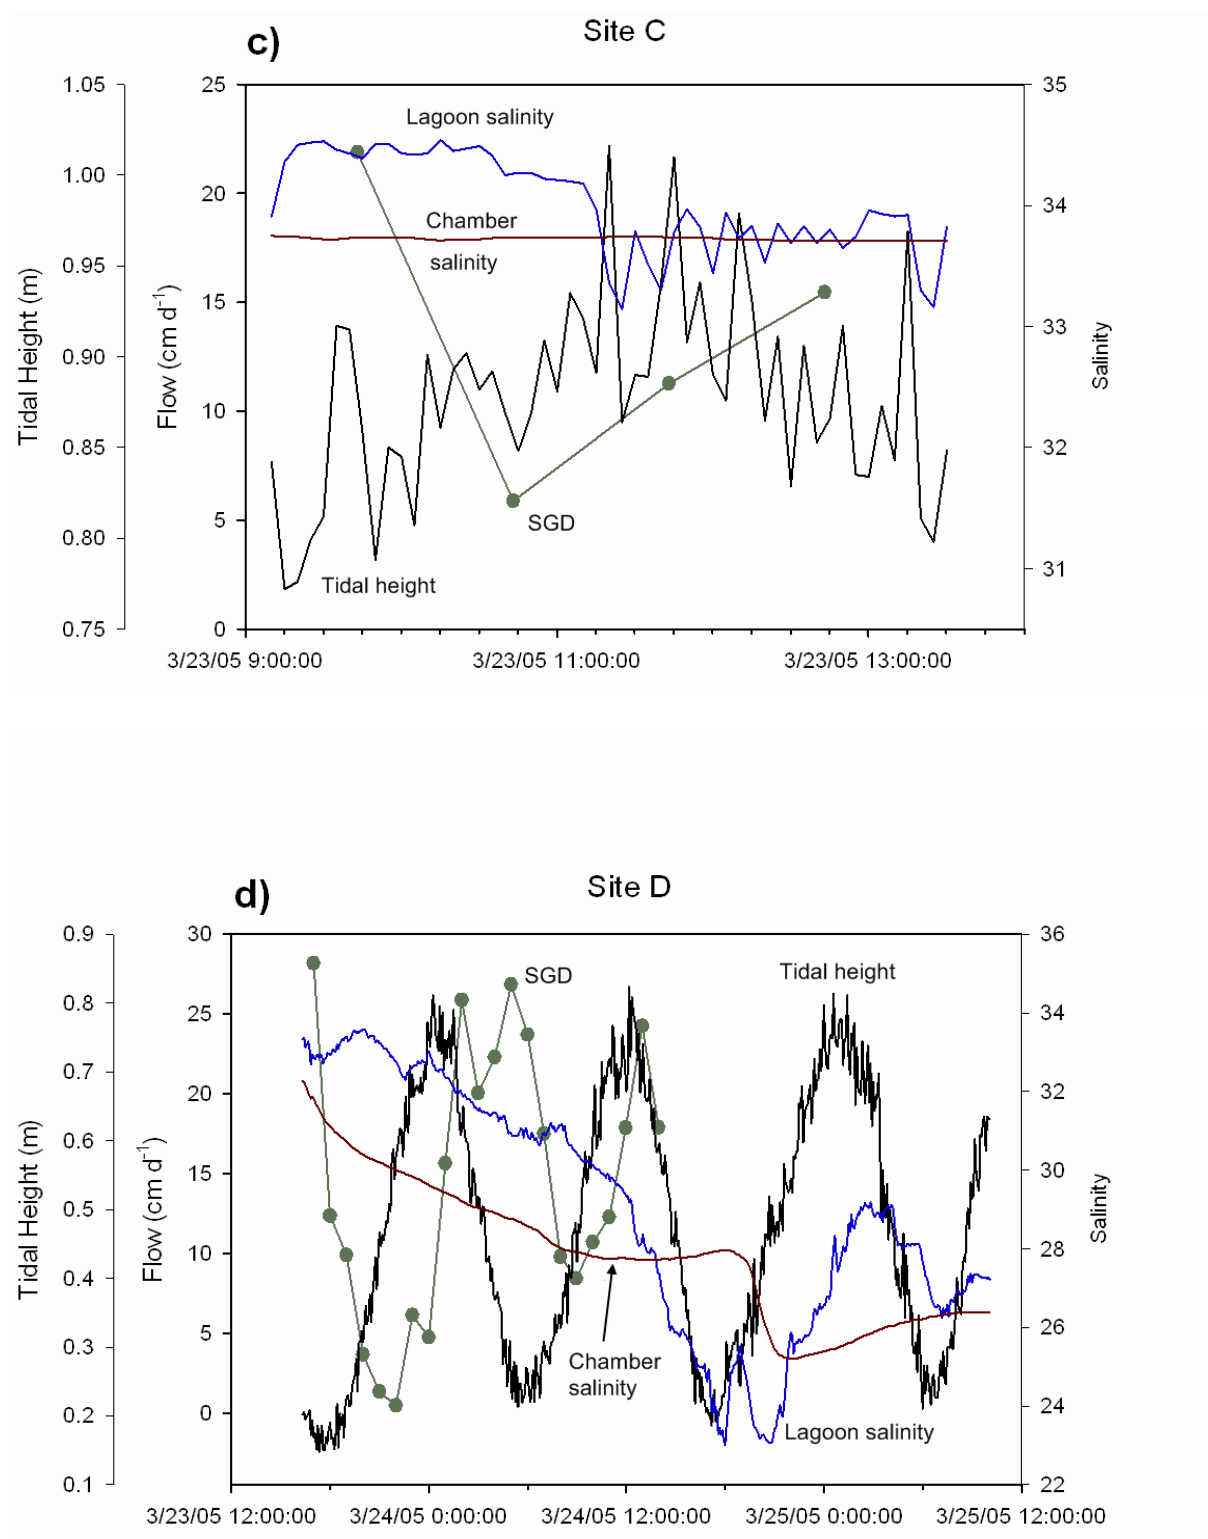 c)
Site C
1.05
25
35
Lagoon salinity
1.00
20
34
Chamber
salinity
0.95
15
33
0.90
10
32
0.85
5
SGD
0.80
31
Tidal height
0.75
0
Tidal Height (m)
Flow (cm d⁻¹)
Salinity
3/23/05 9:00:00
3/23/05 11:00:00
3/23/05 13:00:00
d)
Site D
0.9
30
36
SGD
Tidal height
0.8
25
34
0.7
20
32
0.6
15
30
0.5
10
28
0.4
5
26
0.3
Chamber
salinity
0
24
0.2
Lagoon salinity
0.1
22
Tidal Height (m)
Flow (cm d⁻¹)
Salinity
3/23/05 12:00:00
3/24/05 0:00:00
3/24/05 12:00:00
3/25/05 0:00:00
3/25/05 12:00:00